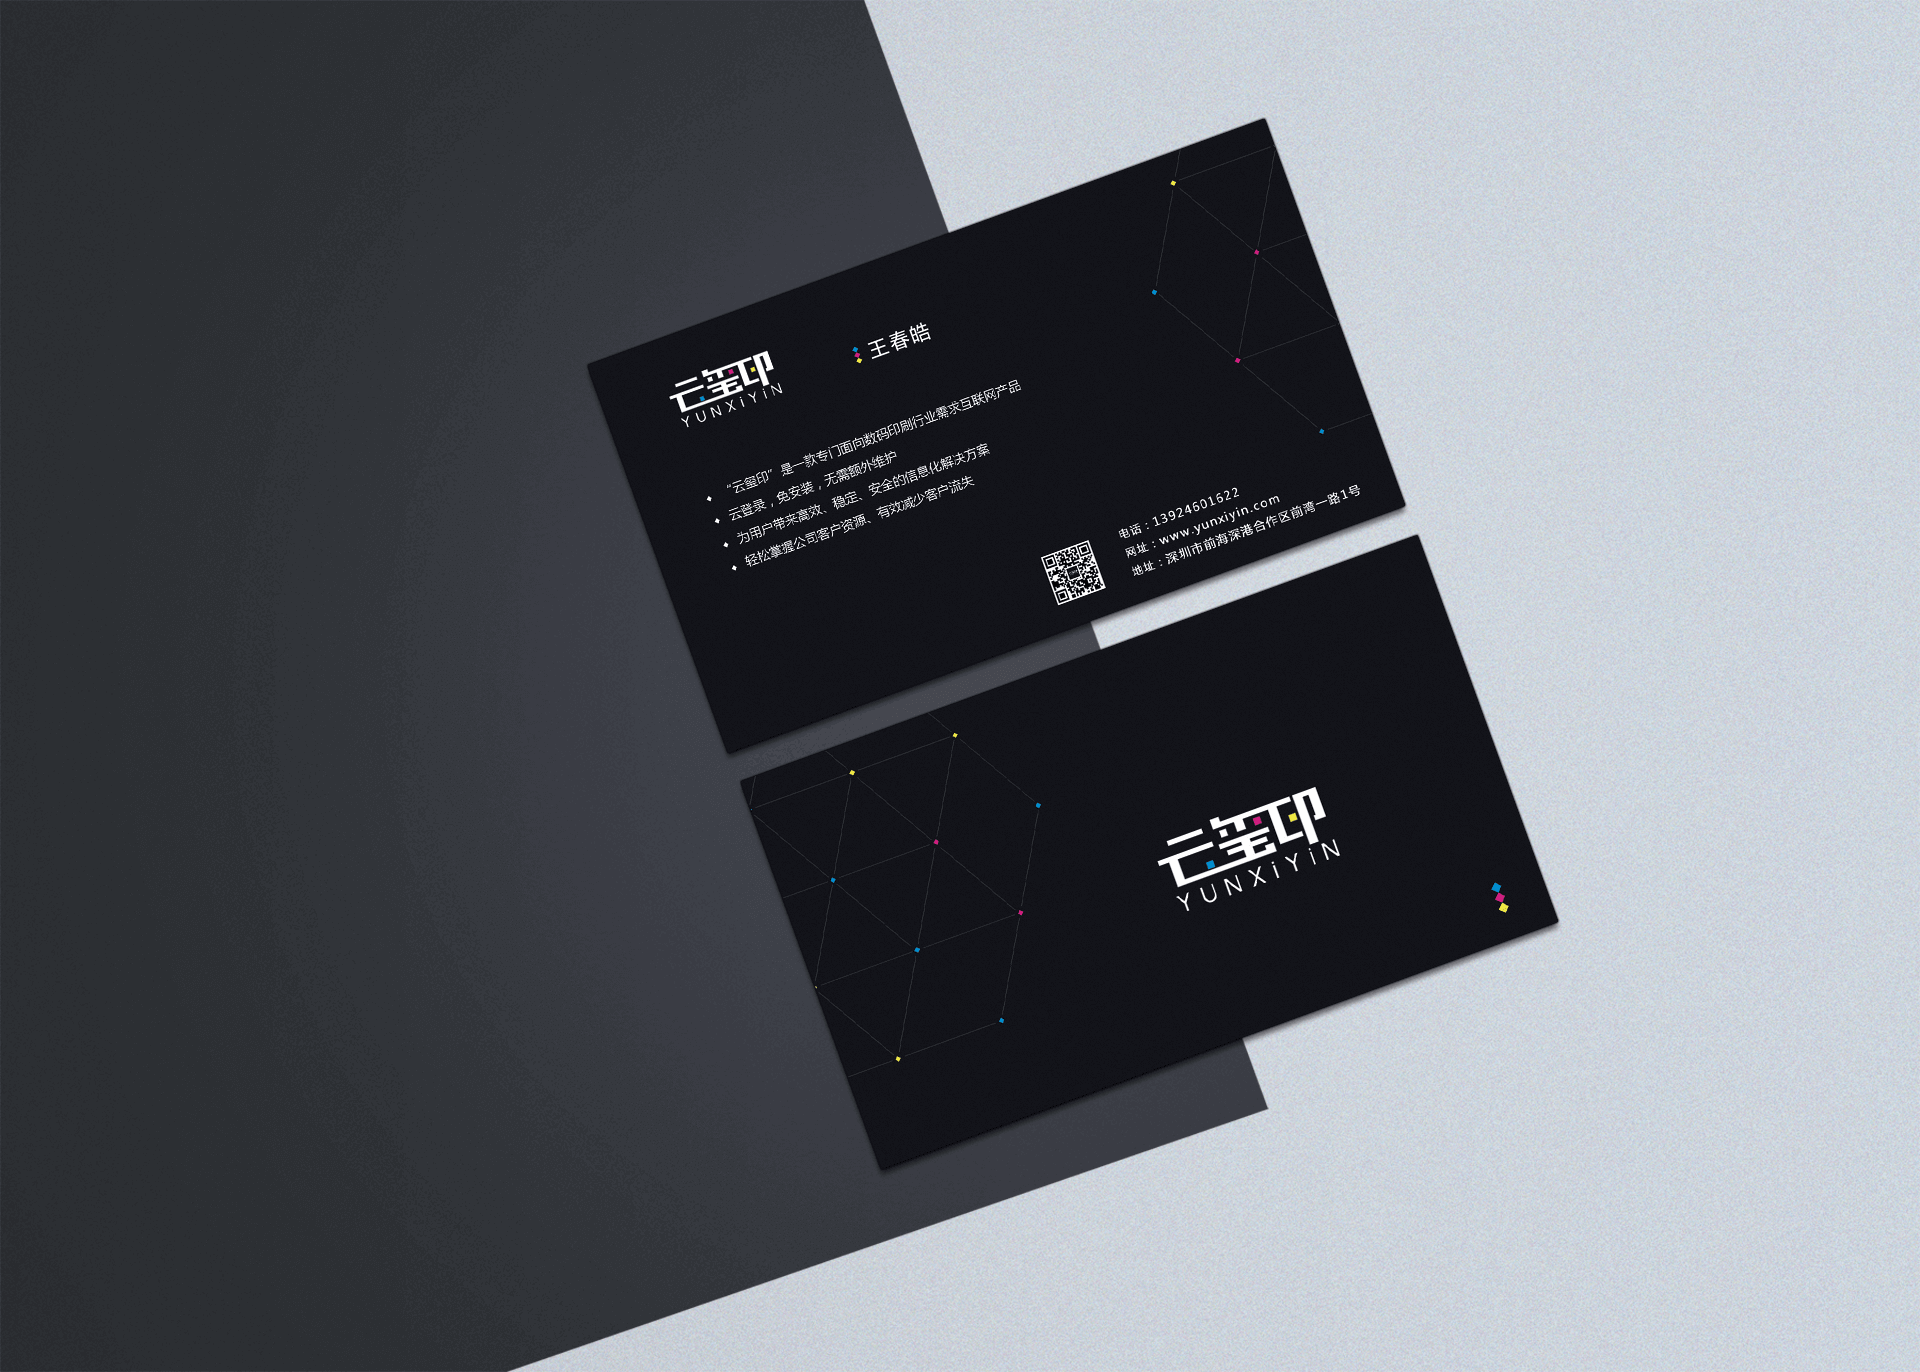 云玺印
YUNXiYiN
王春皓
“云玺印”是一款专门面向数码印刷行业需求互联网产品
云登录，免安装，无需额外维护
为用户带来高效、稳定、安全的信息化解决方案
轻松掌握公司客户资源、有效减少客户流失
电话：13924601622
网址：www.yunxiyin.com
地址：深圳市前海深港合作区前湾一路1号
云玺印
YUNXiYiN